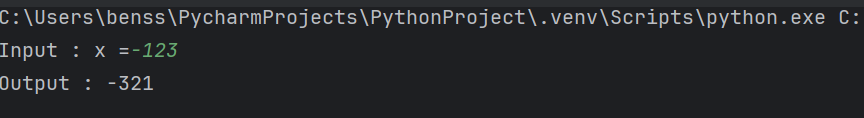 C:\Users\benss\PycharmProjects\PythonProject\.venv\Scripts\python.exe C:
Input : x =-123
Output : -321